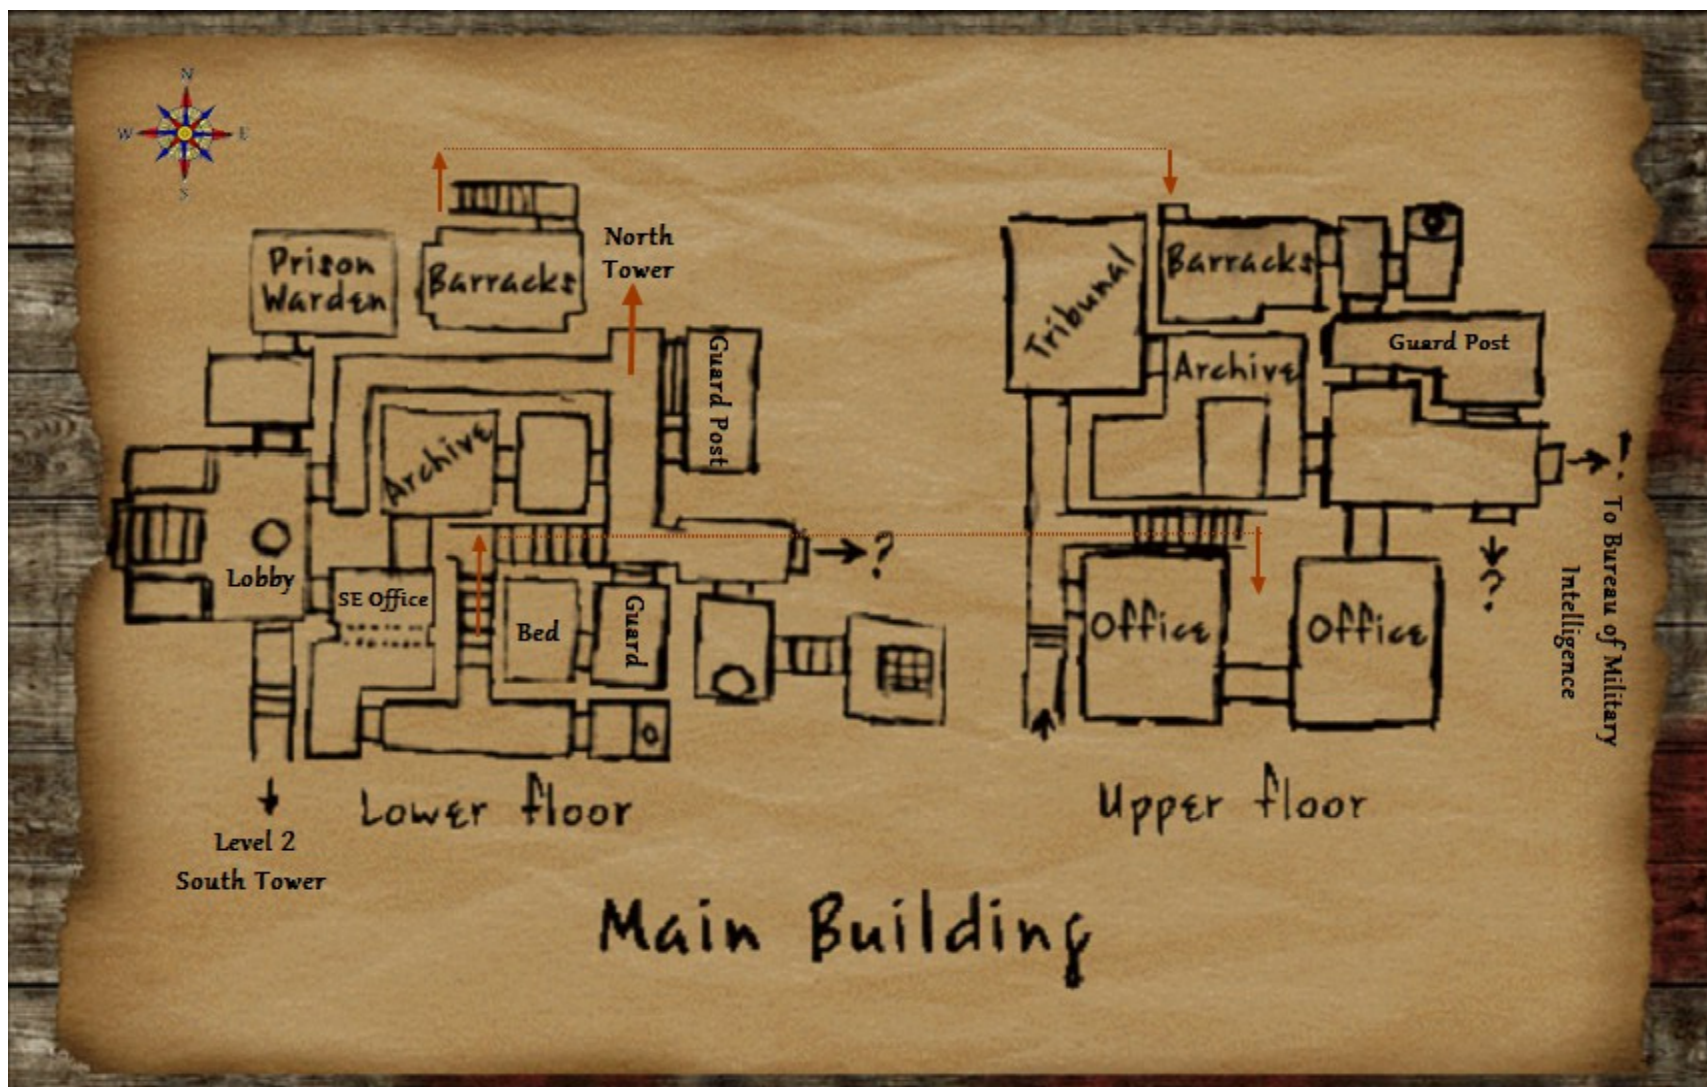 N
W E
S
North
Tower
Prison
Warden
Barracks
Guard Post
Archive
Lobby
SE Office
Bed
Guard
?
Level 2
South Tower
Lower floor
Tribunal
Barracks
Guard Post
Archive
!
To Bureau of Military
Intelligence
?
Office
Office
Upper floor
Main Building